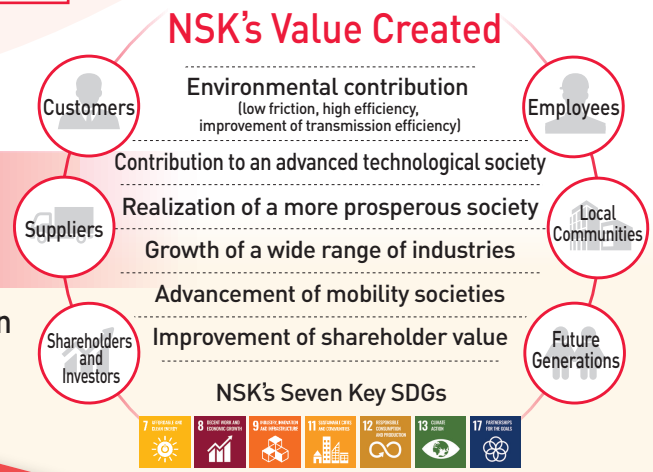 NSK's Value Created
Customers
Environmental contribution
(low friction, high efficiency,
improvement of transmission efficiency)
Employees
Contribution to an advanced technological society
Suppliers
Realization of a more prosperous society
Local
Communities
Growth of a wide range of industries
Advancement of mobility societies
n
Shareholders
and
Investors
Improvement of shareholder value
Future
Generations
NSK's Seven Key SDGs
7 AFFORDABLE AND
CLEAN ENERGY
8 DECENT WORK AND
ECONOMIC GROWTH
9 INDUSTRY, INNOVATION
AND INFRASTRUCTURE
11 SUSTAINABLE CITIES
AND COMMUNITIES
12 RESPONSIBLE
CONSUMPTION
AND PRODUCTION
13 CLIMATE
ACTION
17 PARTNERSHIPS
FOR THE GOALS